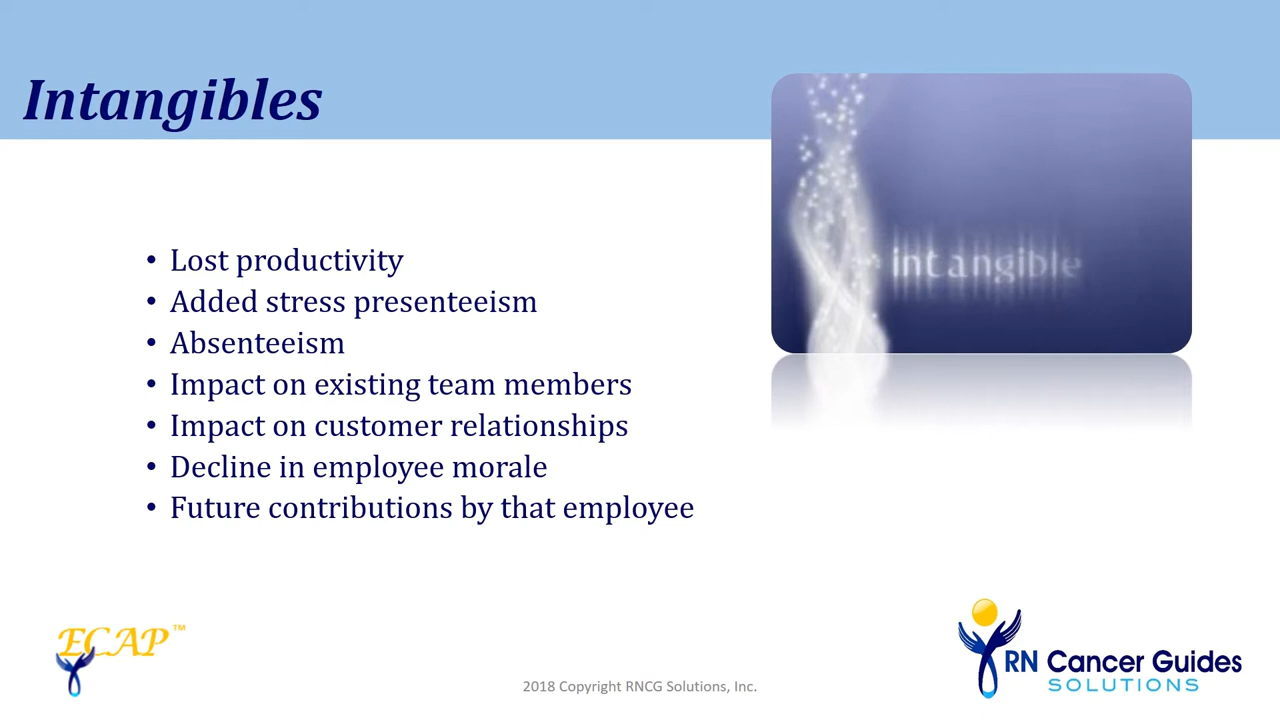 Intangibles
intangible
• Lost productivity
• Added stress presenteeism
• Absenteeism
• Impact on existing team members
• Impact on customer relationships
• Decline in employee morale
• Future contributions by that employee
ECAP™
2018 Copyright RNCG Solutions, Inc.
RN Cancer Guides
SOLUTIONS